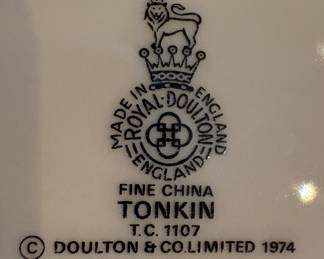 MADE IN ENGLAND
ROYAL·DOULTON
ENGLAND
FINE CHINA
TONKIN
T.C. 1107
© DOULTON & CO. LIMITED 1974